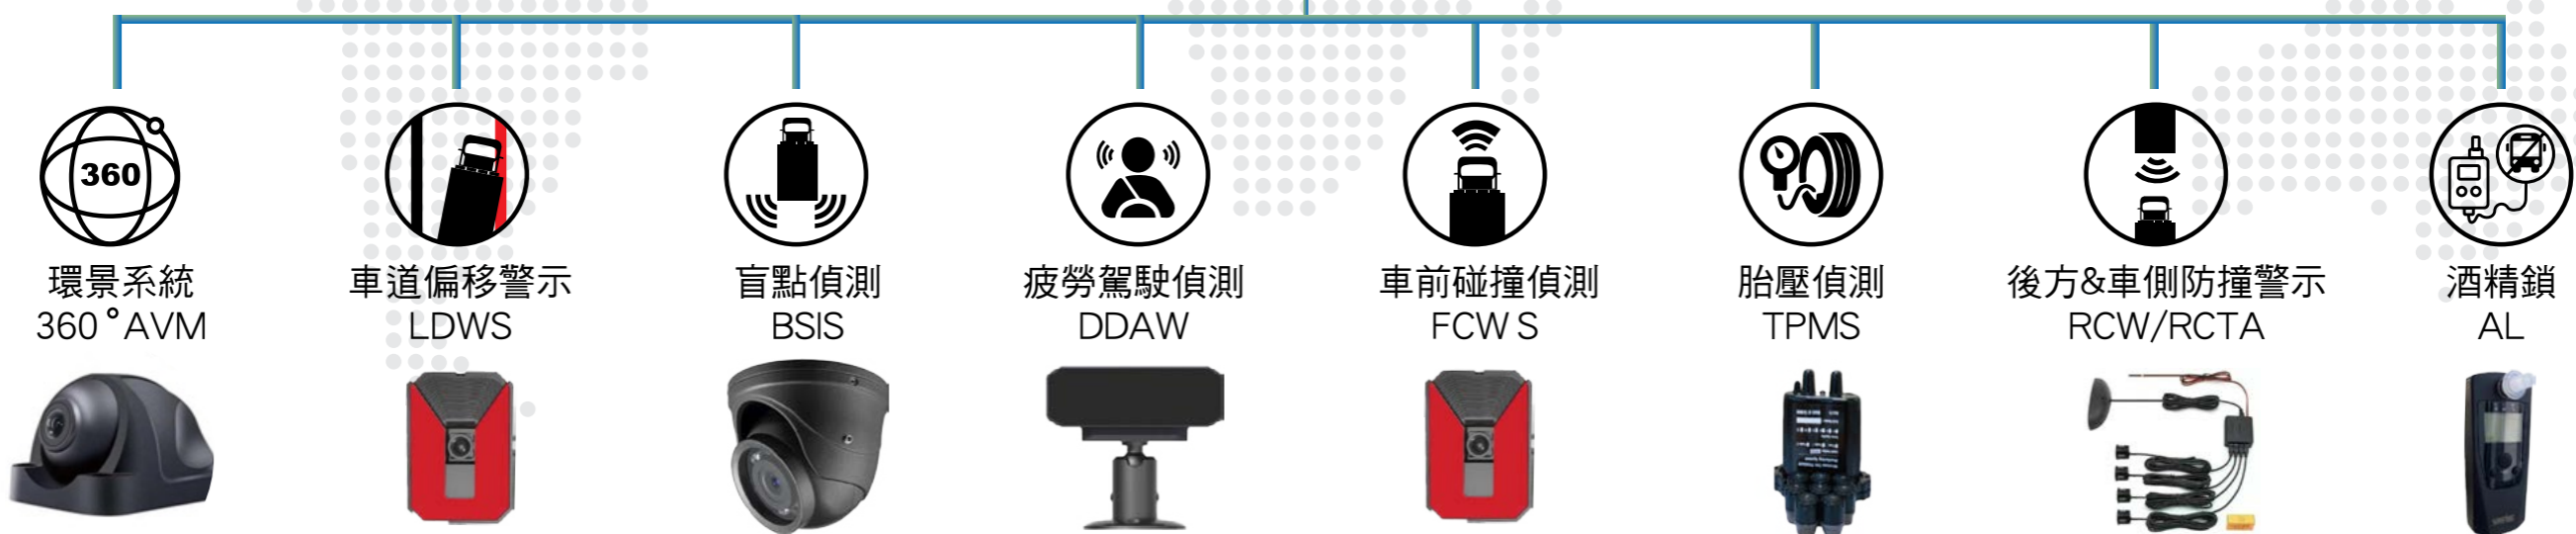 360
環景系統
360°AVM
車道偏移警示
LDWS
盲點偵測
BSIS
疲勞駕駛偵測
DDAW
車前碰撞偵測
FCW S
胎壓偵測
TPMS
後方&車側防撞警示
RCW/RCTA
酒精鎖
AL